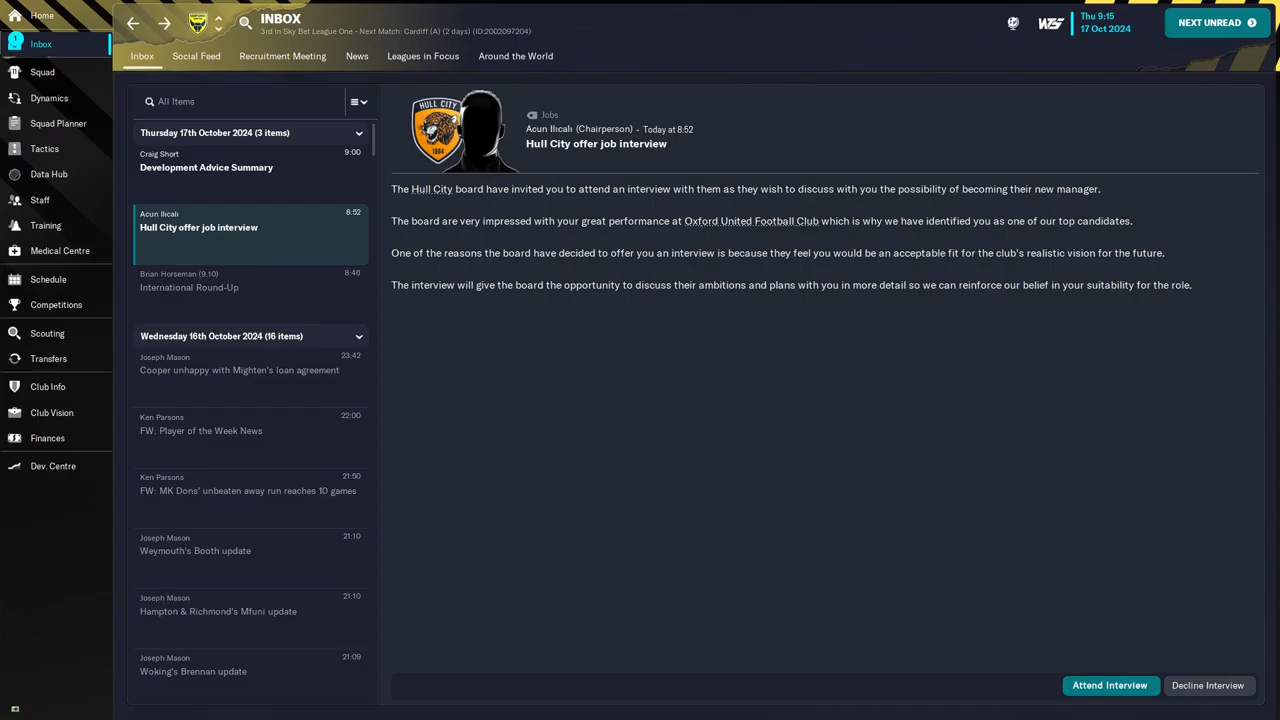 Home
INBOX
3rd in Sky Bet League One - Next Match: Cardiff (A) (2 days) (ID:2002097204)
Thu 9:15
17 Oct 2024
NEXT UNREAD
1
Inbox
Inbox Social Feed Recruitment Meeting News Leagues in Focus Around the World
Squad
Dynamics
Squad Planner
Tactics
Data Hub
Staff
Training
Medical Centre
Schedule
Competitions
Scouting
Transfers
Club Info
Club Vision
Finances
Dev. Centre
All Items
Thursday 17th October 2024 (3 items)
Craig Short 9:00
Development Advice Summary
Acun Ilıcalı 8:52
Hull City offer job interview
Brian Horseman (9.10) 8:46
International Round-Up
Wednesday 16th October 2024 (16 items)
Joseph Mason 23:42
Cooper unhappy with Mighten's loan agreement
Ken Parsons 22:00
FW: Player of the Week News
Ken Parsons 21:50
FW: MK Dons' unbeaten away run reaches 10 games
Joseph Mason 21:10
Weymouth's Booth update
Joseph Mason 21:10
Hampton & Richmond's Mfuni update
Joseph Mason 21:09
Woking's Brennan update
HULL CITY
1904
Jobs
Acun Ilıcalı (Chairperson) - Today at 8:52
Hull City offer job interview
The Hull City board have invited you to attend an interview with them as they wish to discuss with you the possibility of becoming their new manager.
The board are very impressed with your great performance at Oxford United Football Club which is why we have identified you as one of our top candidates.
One of the reasons the board have decided to offer you an interview is because they feel you would be an acceptable fit for the club's realistic vision for the future.
The interview will give the board the opportunity to discuss their ambitions and plans with you in more detail so we can reinforce our belief in your suitability for the role.
Attend Interview Decline Interview